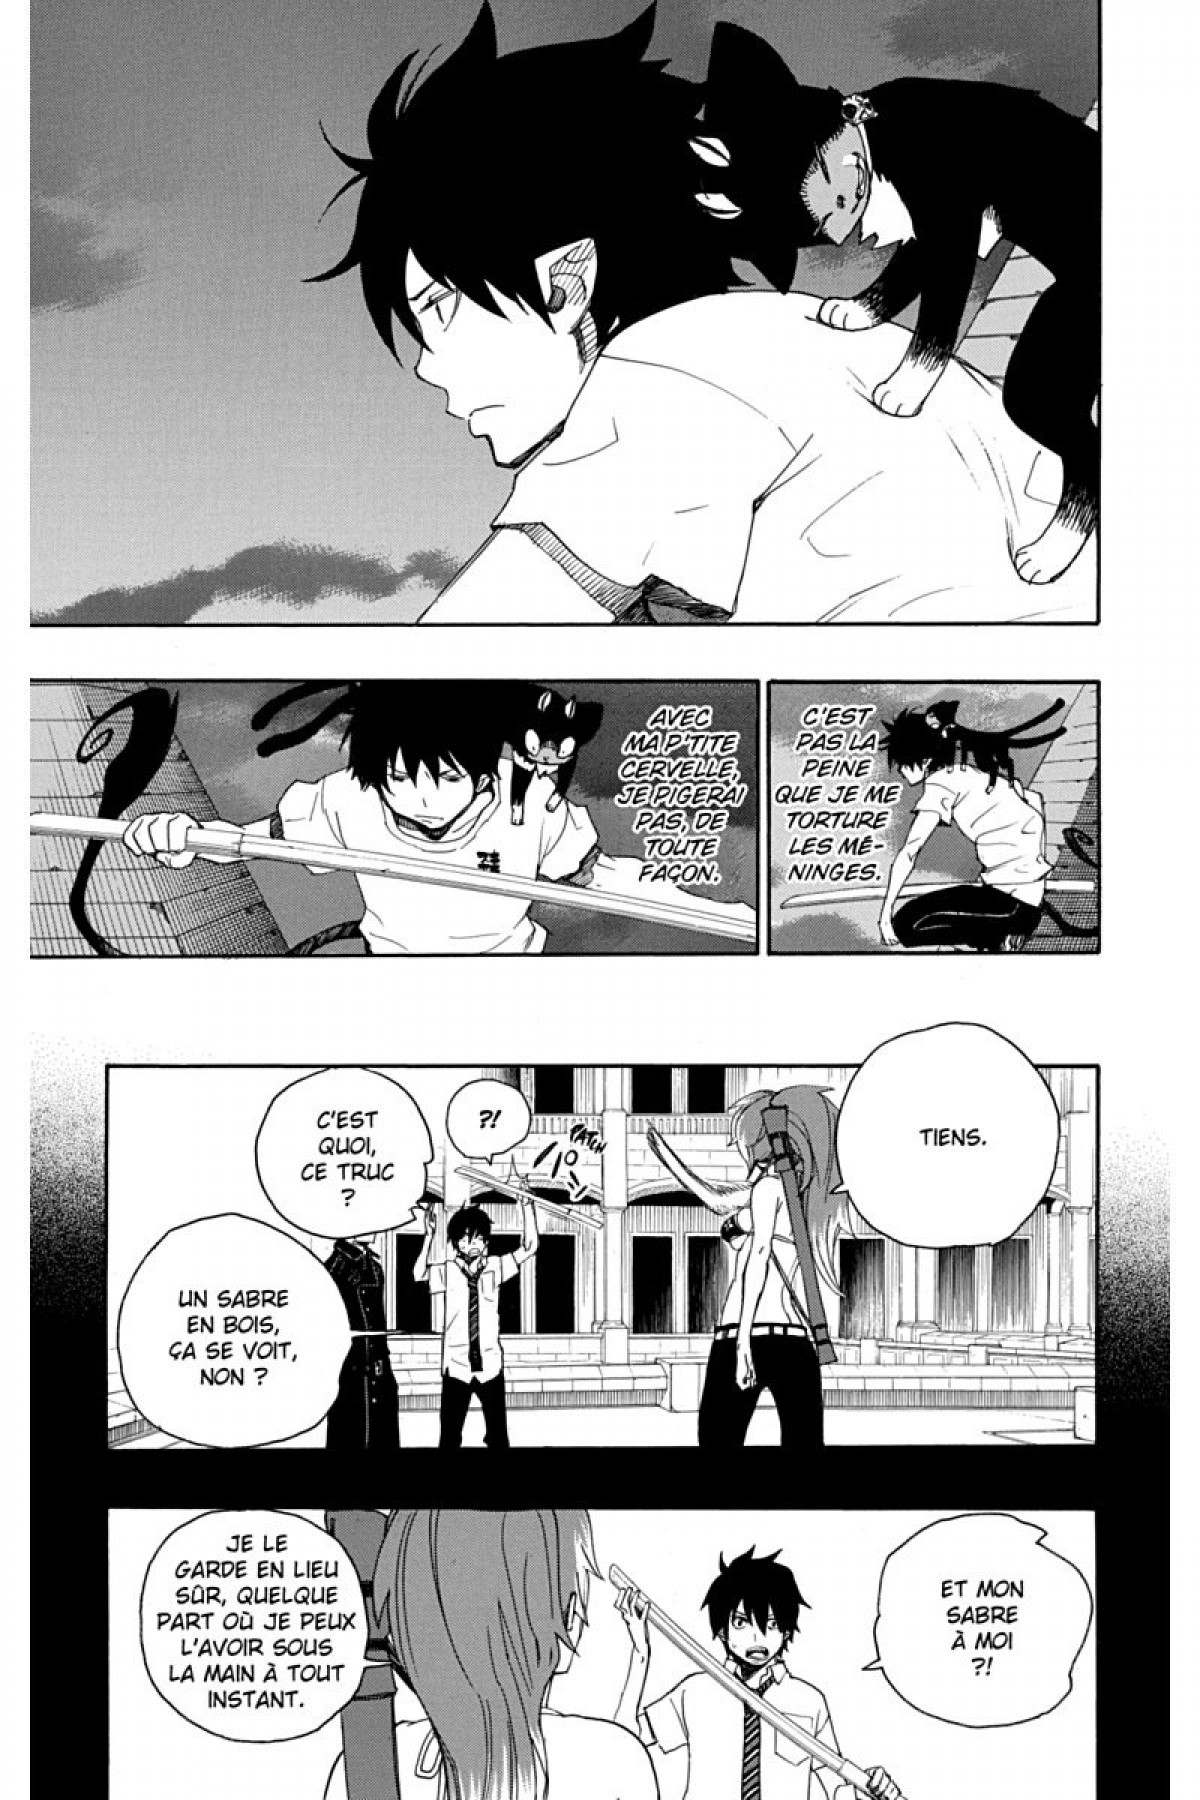 C'EST
PAS LA
PEINE
QUE JE ME
TORTURE
LES MÉ-
NINGES.
AVEC
MA P'TITE
CERVELLE,
JE PIGERAI
PAS, DE
TOUTE
FAÇON.
TIENS.
PATCH
?!
C'EST
QUOI,
CE TRUC
?
UN SABRE
EN BOIS,
ÇA SE VOIT,
NON ?
ET MON
SABRE
À MOI
?!
JE LE
GARDE EN LIEU
SÛR, QUELQUE
PART OÙ JE PEUX
L'AVOIR SOUS
LA MAIN À TOUT
INSTANT.